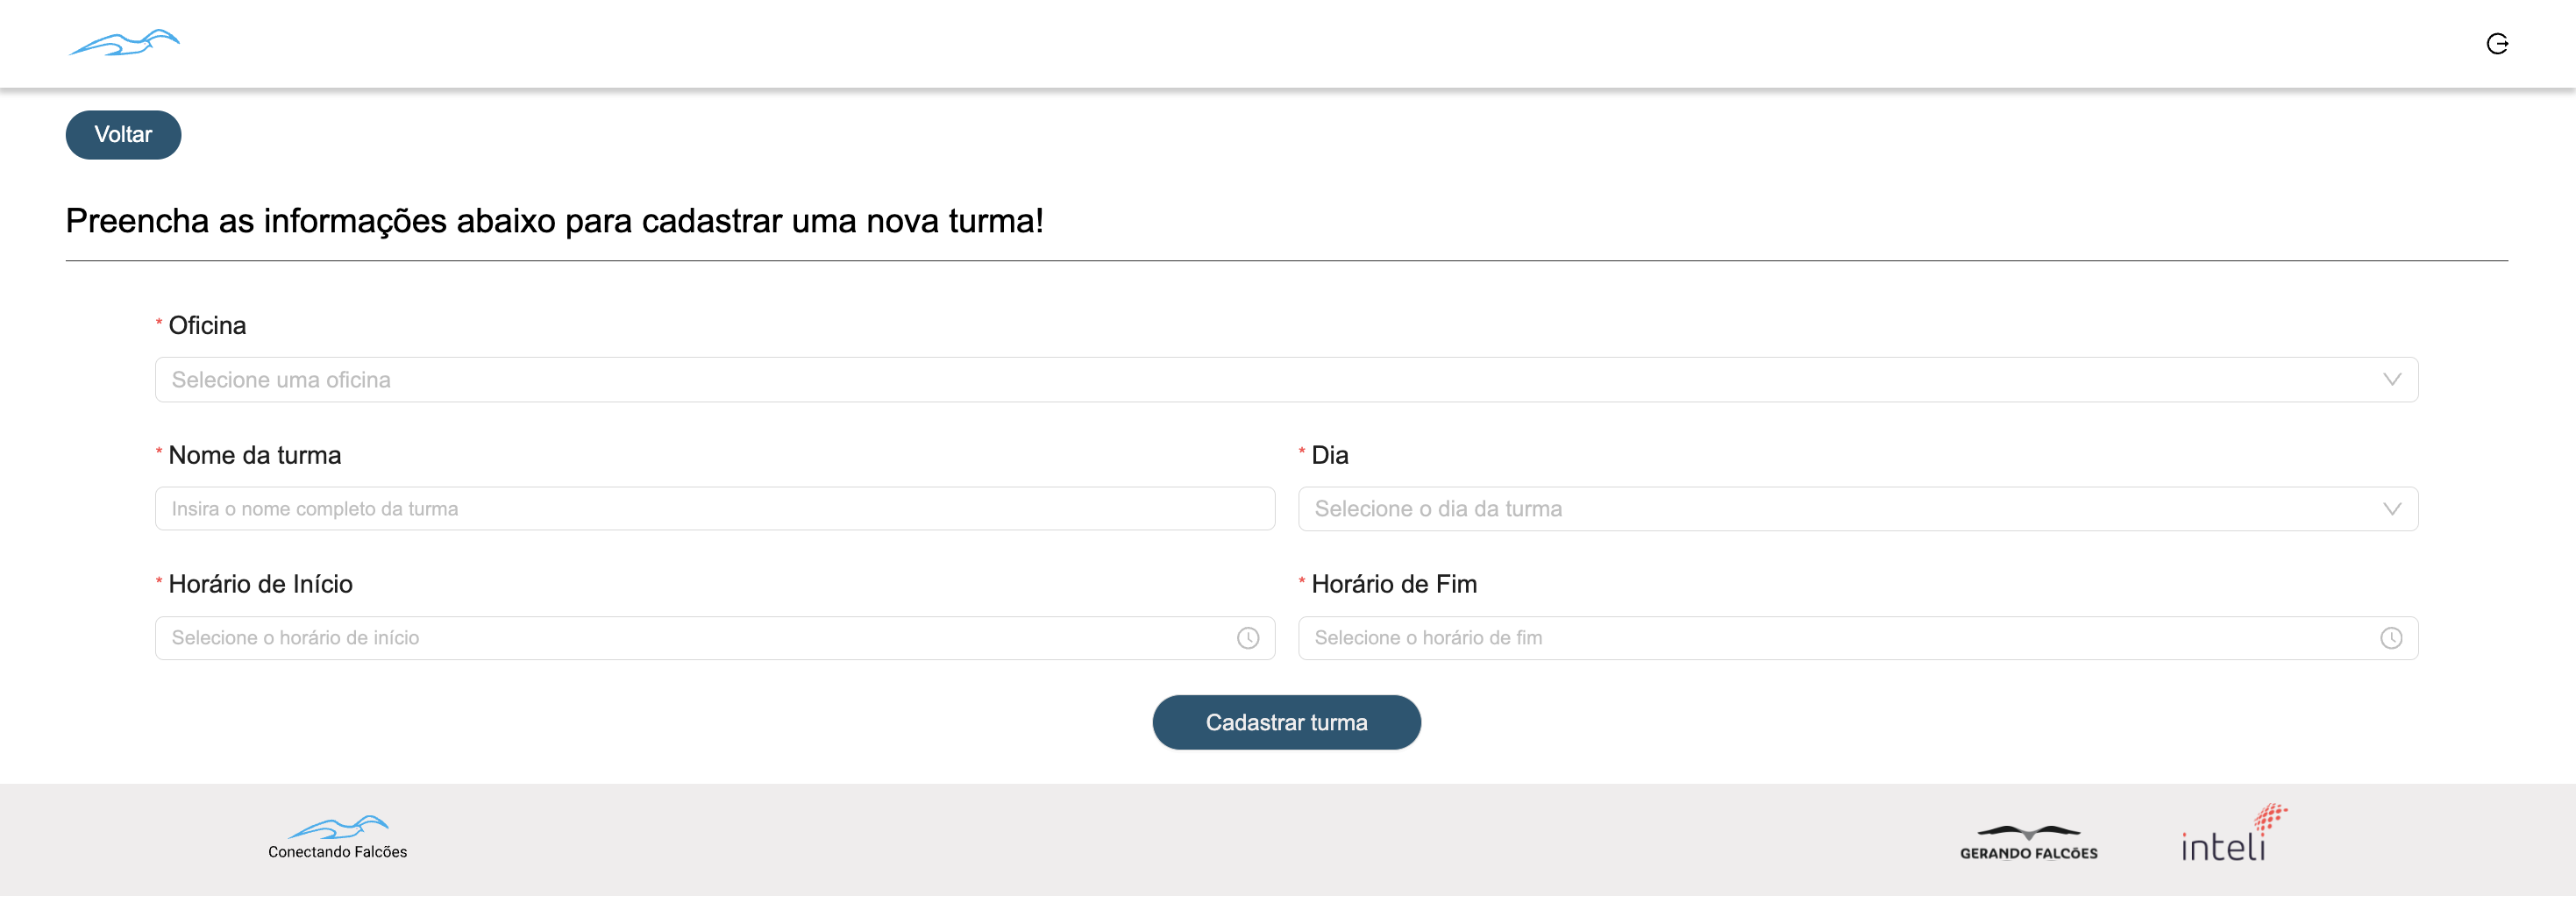 Voltar
Preencha as informações abaixo para cadastrar uma nova turma!
* Oficina
Selecione uma oficina
* Nome da turma
* Dia
Insira o nome completo da turma
Selecione o dia da turma
* Horário de Início
* Horário de Fim
Selecione o horário de início
Selecione o horário de fim
Cadastrar turma
Conectando Falcões
GERANDO FALCÕES
inteli